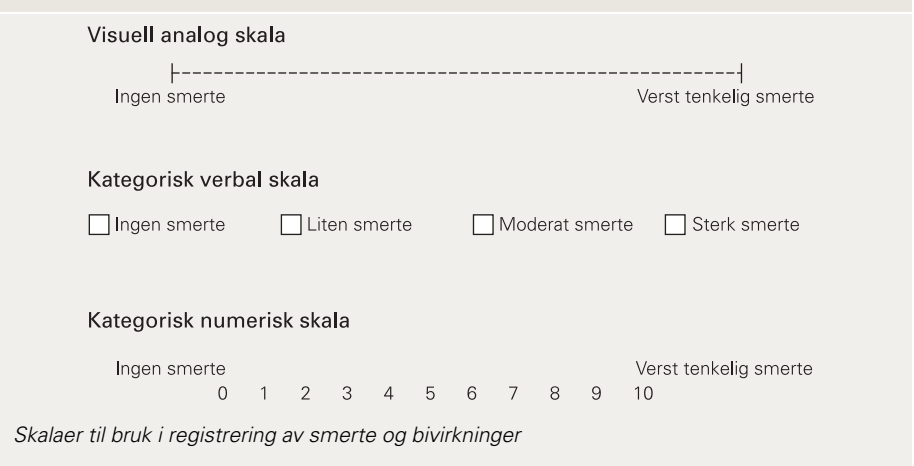 Visuell analog skala
Ingen smerte Verst tenkelig smerte
Kategorisk verbal skala
Ingen smerte Liten smerte Moderat smerte Sterk smerte
Kategorisk numerisk skala
Ingen smerte Verst tenkelig smerte
0 1 2 3 4 5 6 7 8 9 10
Skalaer til bruk i registrering av smerte og bivirkninger